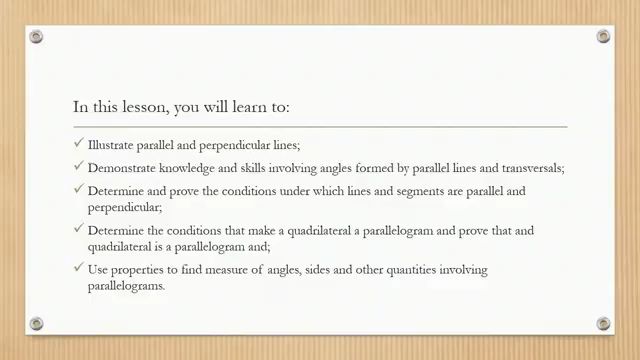 In this lesson, you will learn to:
Illustrate parallel and perpendicular lines;
Demonstrate knowledge and skills involving angles formed by parallel lines and transversals;
Determine and prove the conditions under which lines and segments are parallel and
perpendicular;
Determine the conditions that make a quadrilateral a parallelogram and prove that and
quadrilateral is a parallelogram and;
Use properties to find measure of angles, sides and other quantities involving
parallelograms.